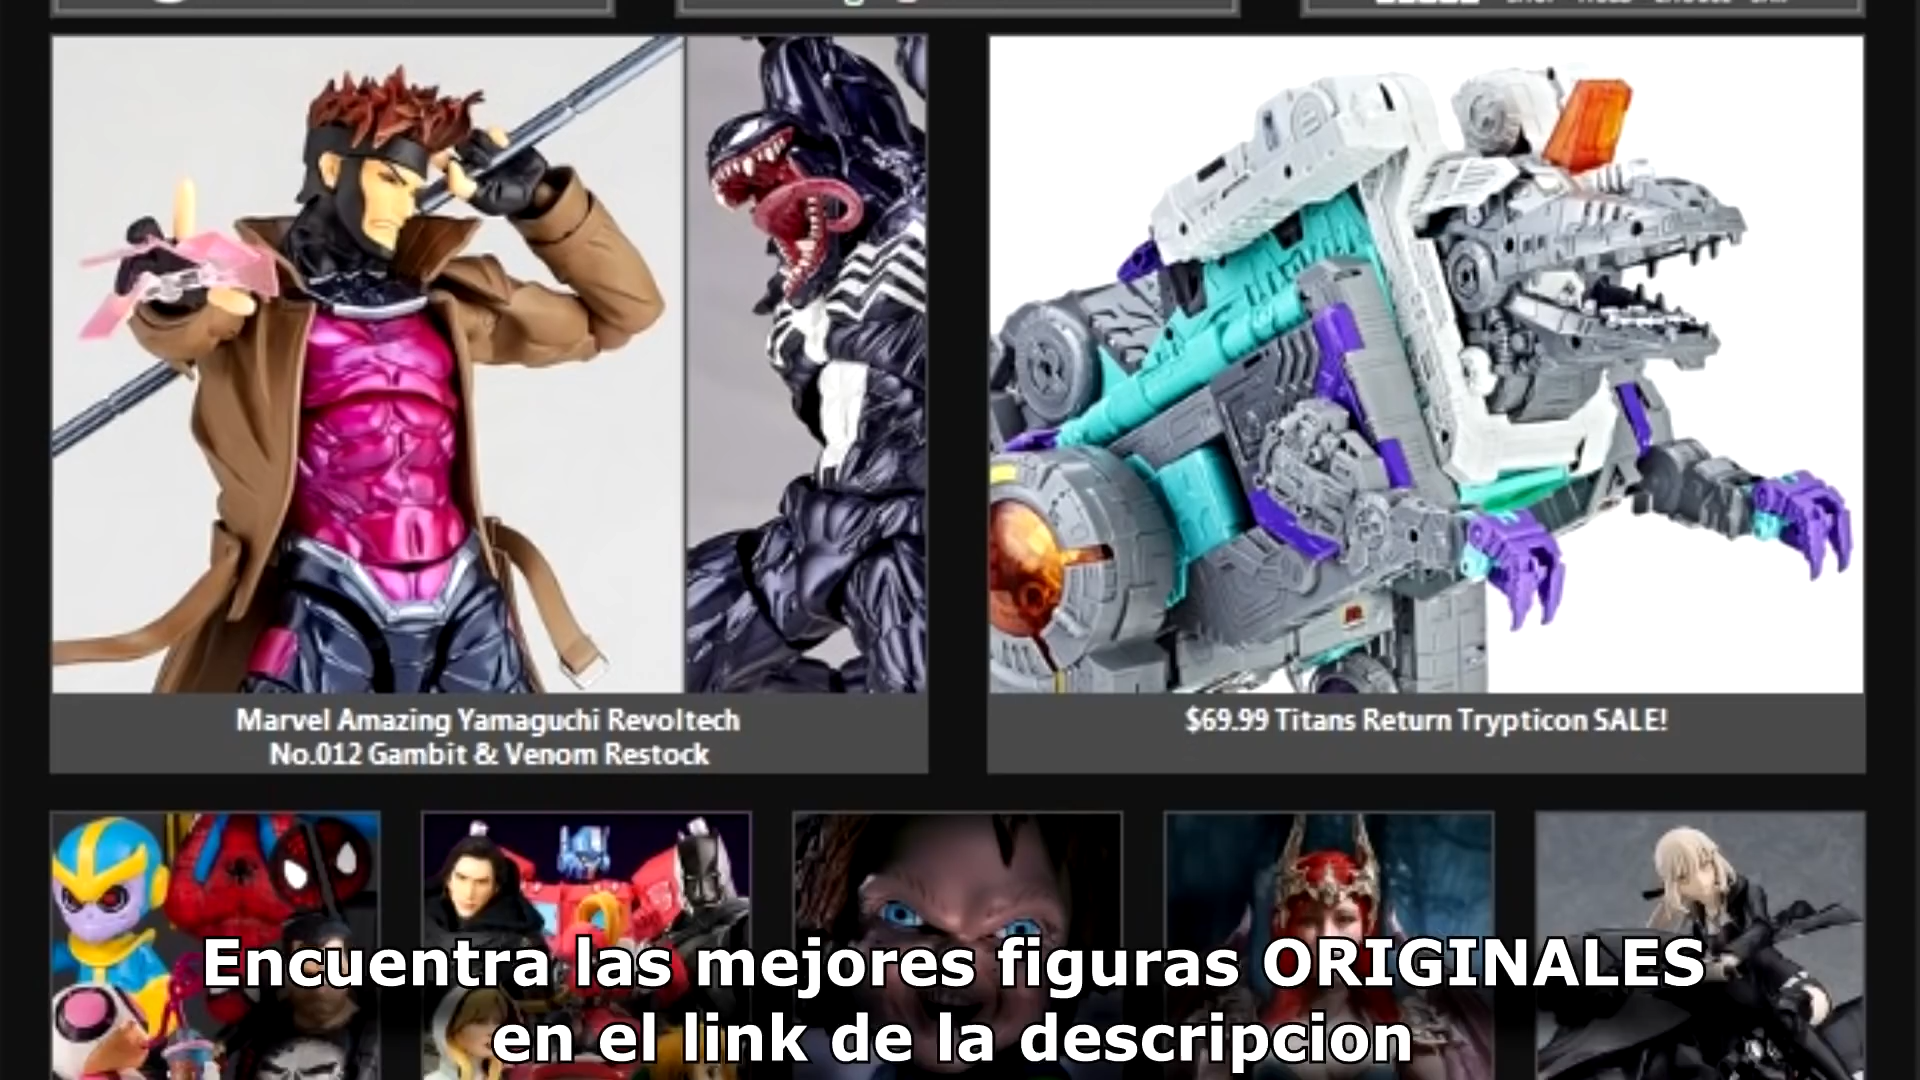 Marvel Amazing Yamaguchi Revoltech
No.012 Gambit & Venom Restock
$69.99 Titans Return Trypticon SALE!
Encuentra las mejores figuras ORIGINALES
en el link de la descripcion